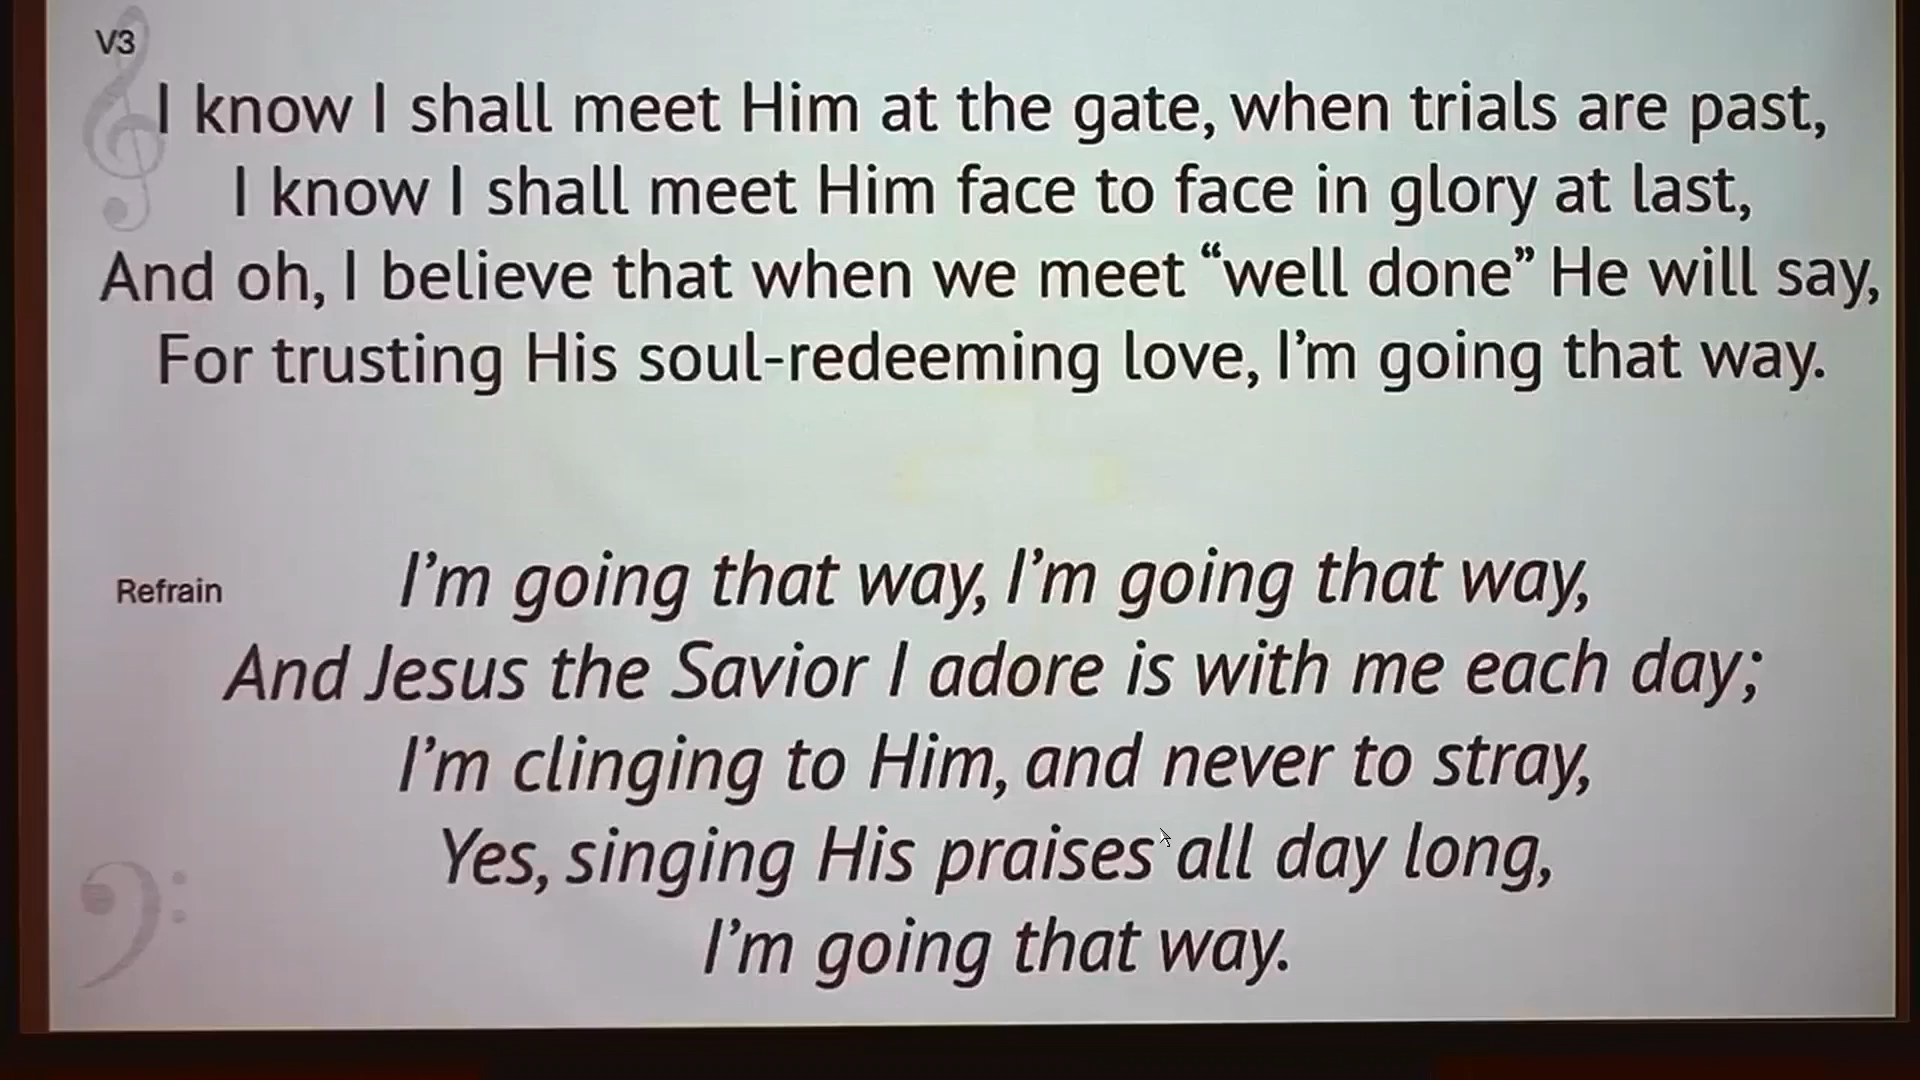 V3
I know I shall meet Him at the gate, when trials are past,
I know I shall meet Him face to face in glory at last,
And oh, I believe that when we meet “well done” He will say,
For trusting His soul-redeeming love, I’m going that way.
Refrain
I’m going that way, I’m going that way,
And Jesus the Savior I adore is with me each day;
I’m clinging to Him, and never to stray,
Yes, singing His praises all day long,
I’m going that way.